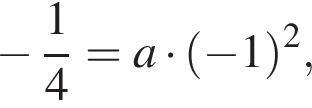 − 1/4 = a · (−1)²,